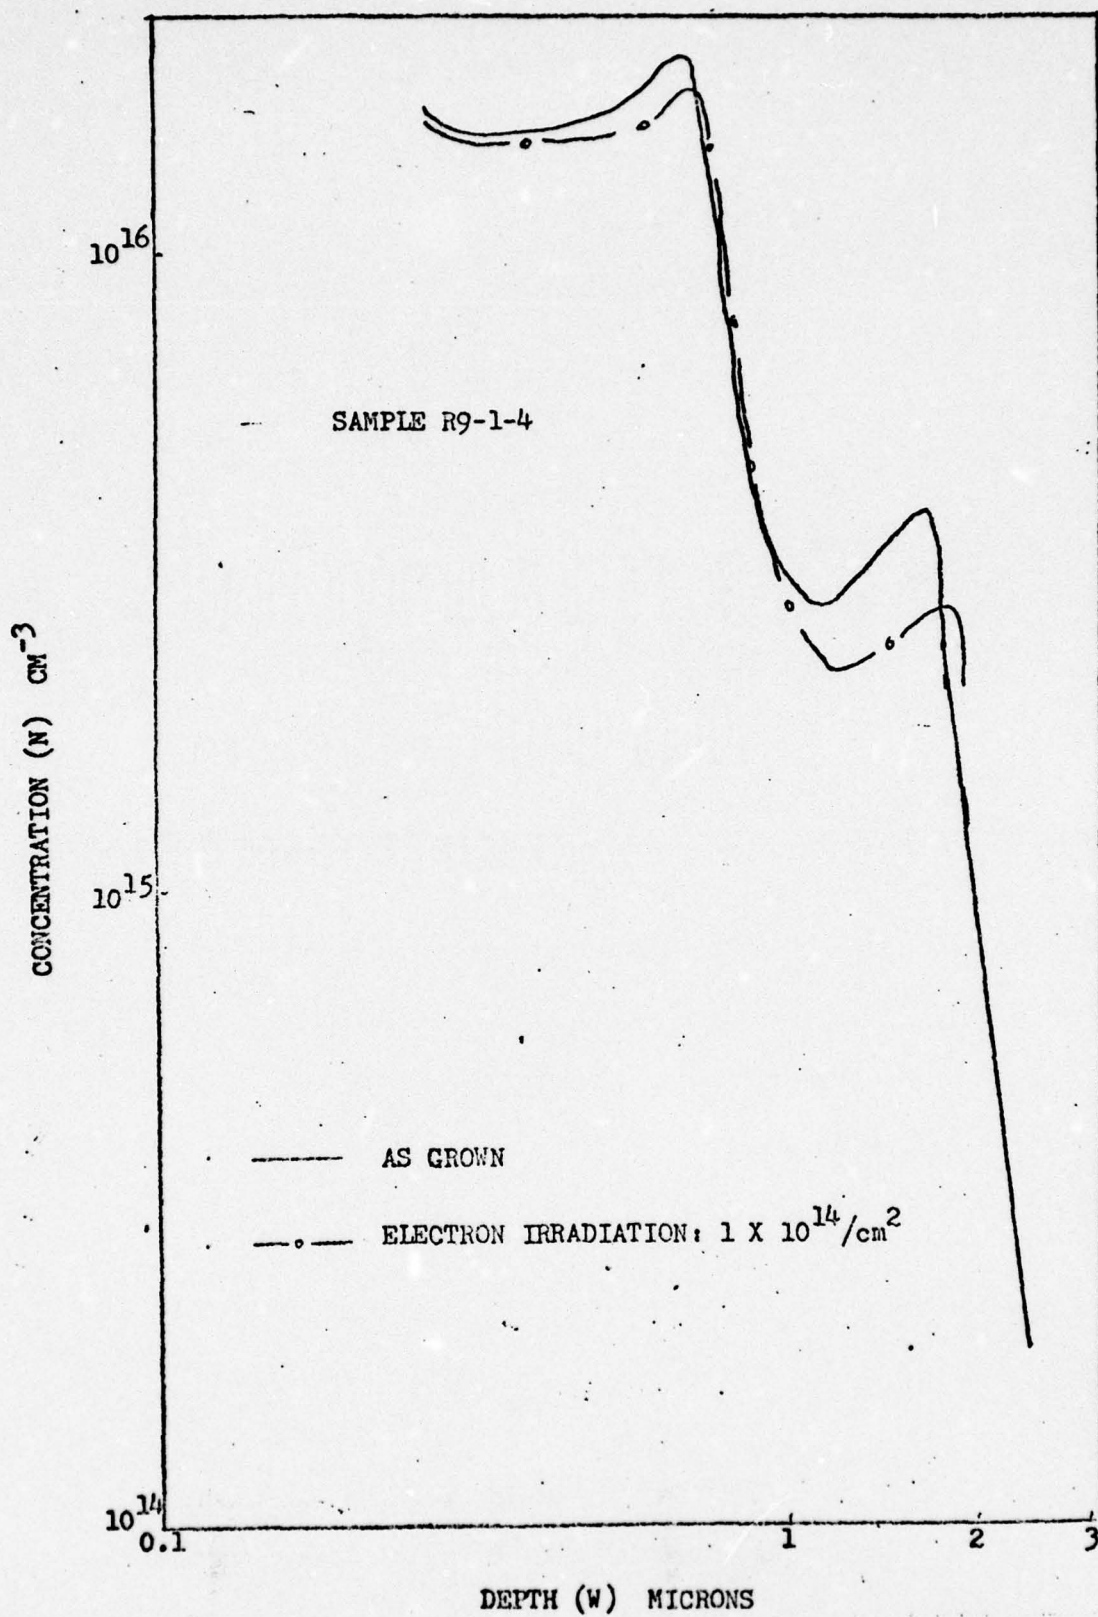 10^16
SAMPLE R9-1-4
CONCENTRATION (N) CM^-3
10^15
AS GROWN
ELECTRON IRRADIATION: 1 X 10^14/cm^2
10^14
0.1 1 2 3
DEPTH (W) MICRONS